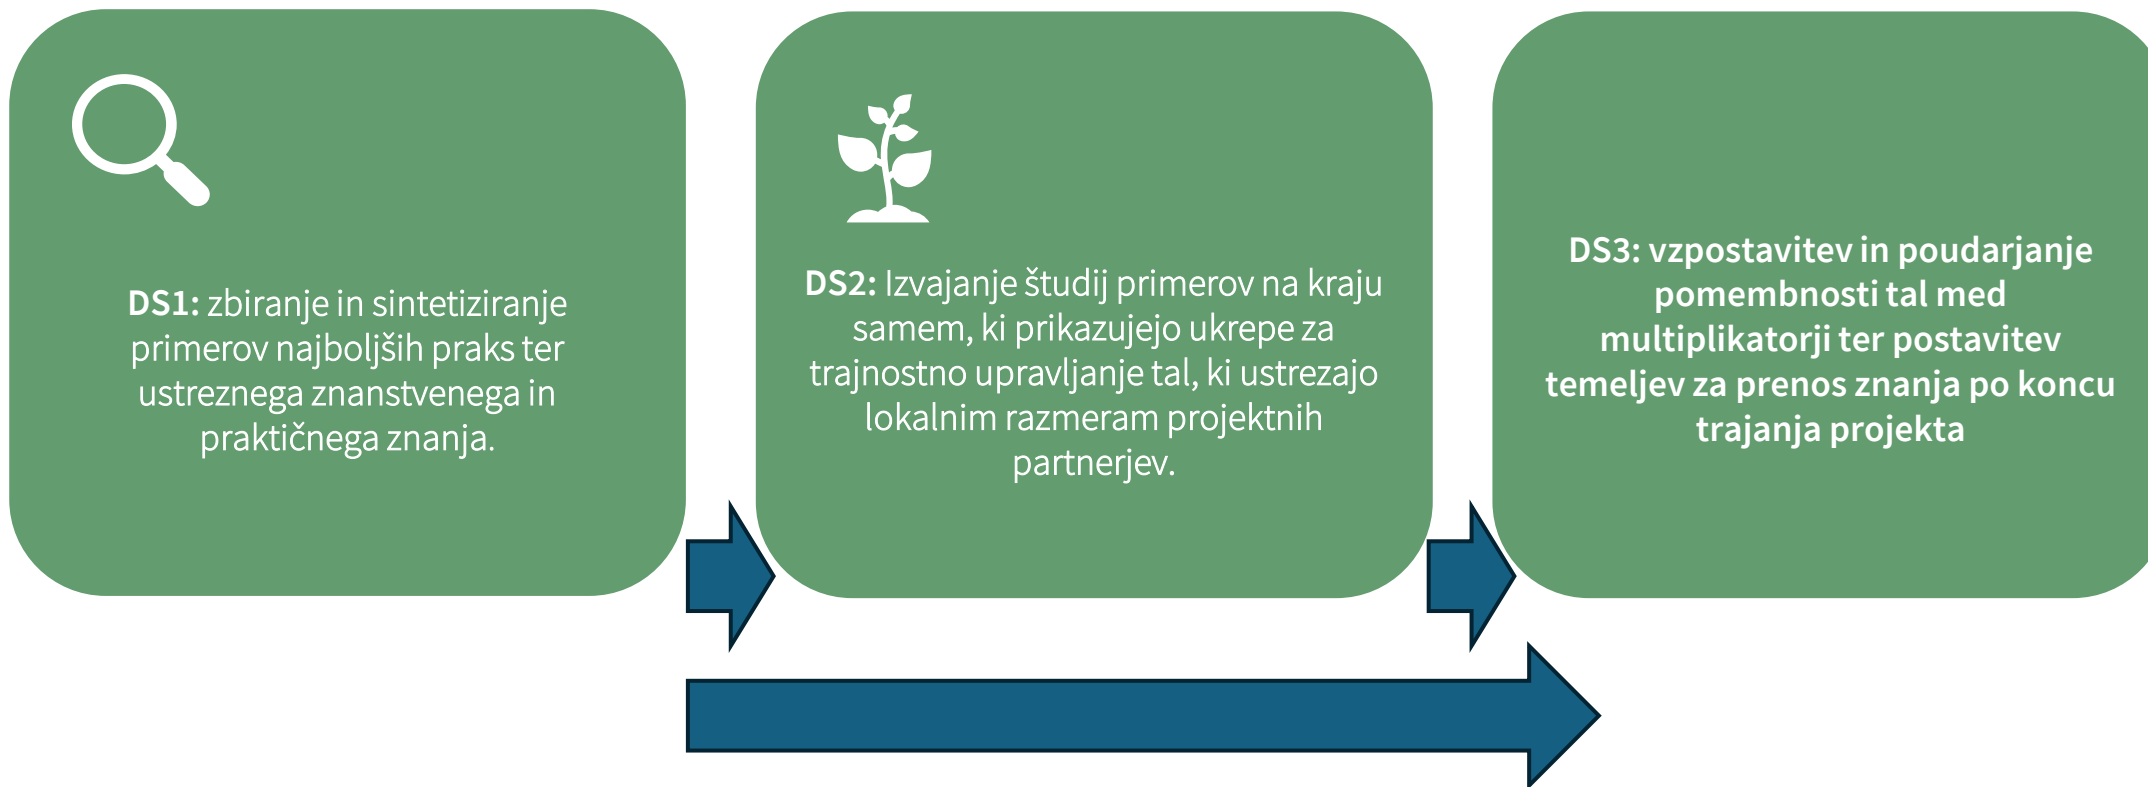 DS1: zbiranje in sintetiziranje
primerov najboljših praks ter
ustreznega znanstvenega in
praktičnega znanja.
DS2: Izvajanje študij primerov na kraju
samem, ki prikazujejo ukrepe za
trajnostno upravljanje tal, ki ustrezajo
lokalnim razmeram projektnih
partnerjev.
DS3: vzpostavitev in poudarjanje
pomembnosti tal med
multiplikatorji ter postavitev
temeljev za prenos znanja po koncu
trajanja projekta